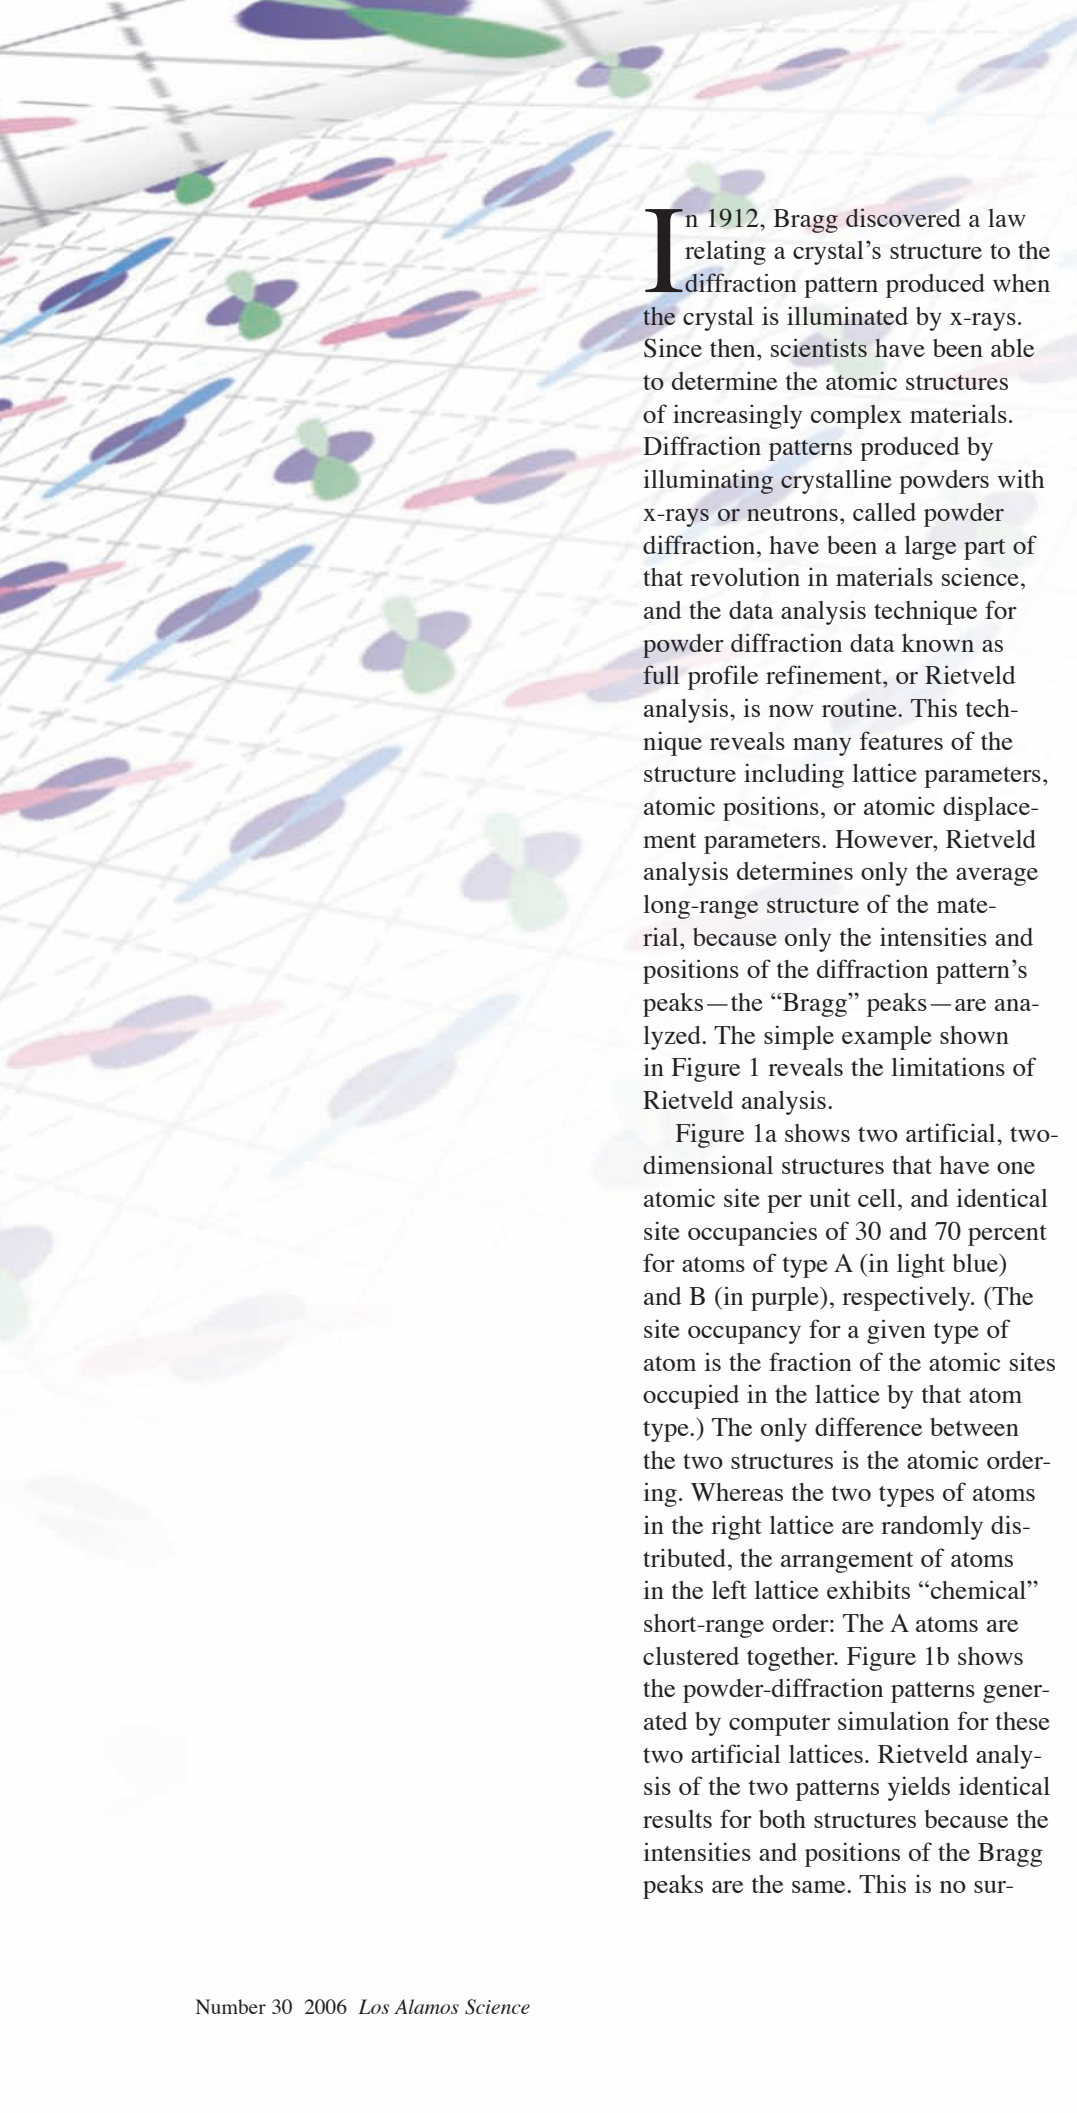 In 1912, Bragg discovered a law
relating a crystal’s structure to the
diffraction pattern produced when
the crystal is illuminated by x-rays.
Since then, scientists have been able
to determine the atomic structures
of increasingly complex materials.
Diffraction patterns produced by
illuminating crystalline powders with
x-rays or neutrons, called powder
diffraction, have been a large part of
that revolution in materials science,
and the data analysis technique for
powder diffraction data known as
full profile refinement, or Rietveld
analysis, is now routine. This tech-
nique reveals many features of the
structure including lattice parameters,
atomic positions, or atomic displace-
ment parameters. However, Rietveld
analysis determines only the average
long-range structure of the mate-
rial, because only the intensities and
positions of the diffraction pattern’s
peaks—the “Bragg” peaks—are ana-
lyzed. The simple example shown
in Figure 1 reveals the limitations of
Rietveld analysis.
Figure 1a shows two artificial, two-
dimensional structures that have one
atomic site per unit cell, and identical
site occupancies of 30 and 70 percent
for atoms of type A (in light blue)
and B (in purple), respectively. (The
site occupancy for a given type of
atom is the fraction of the atomic sites
occupied in the lattice by that atom
type.) The only difference between
the two structures is the atomic order-
ing. Whereas the two types of atoms
in the right lattice are randomly dis-
tributed, the arrangement of atoms
in the left lattice exhibits “chemical”
short-range order: The A atoms are
clustered together. Figure 1b shows
the powder-diffraction patterns gener-
ated by computer simulation for these
two artificial lattices. Rietveld analy-
sis of the two patterns yields identical
results for both structures because the
intensities and positions of the Bragg
peaks are the same. This is no sur-
Number 30 2006 Los Alamos Science